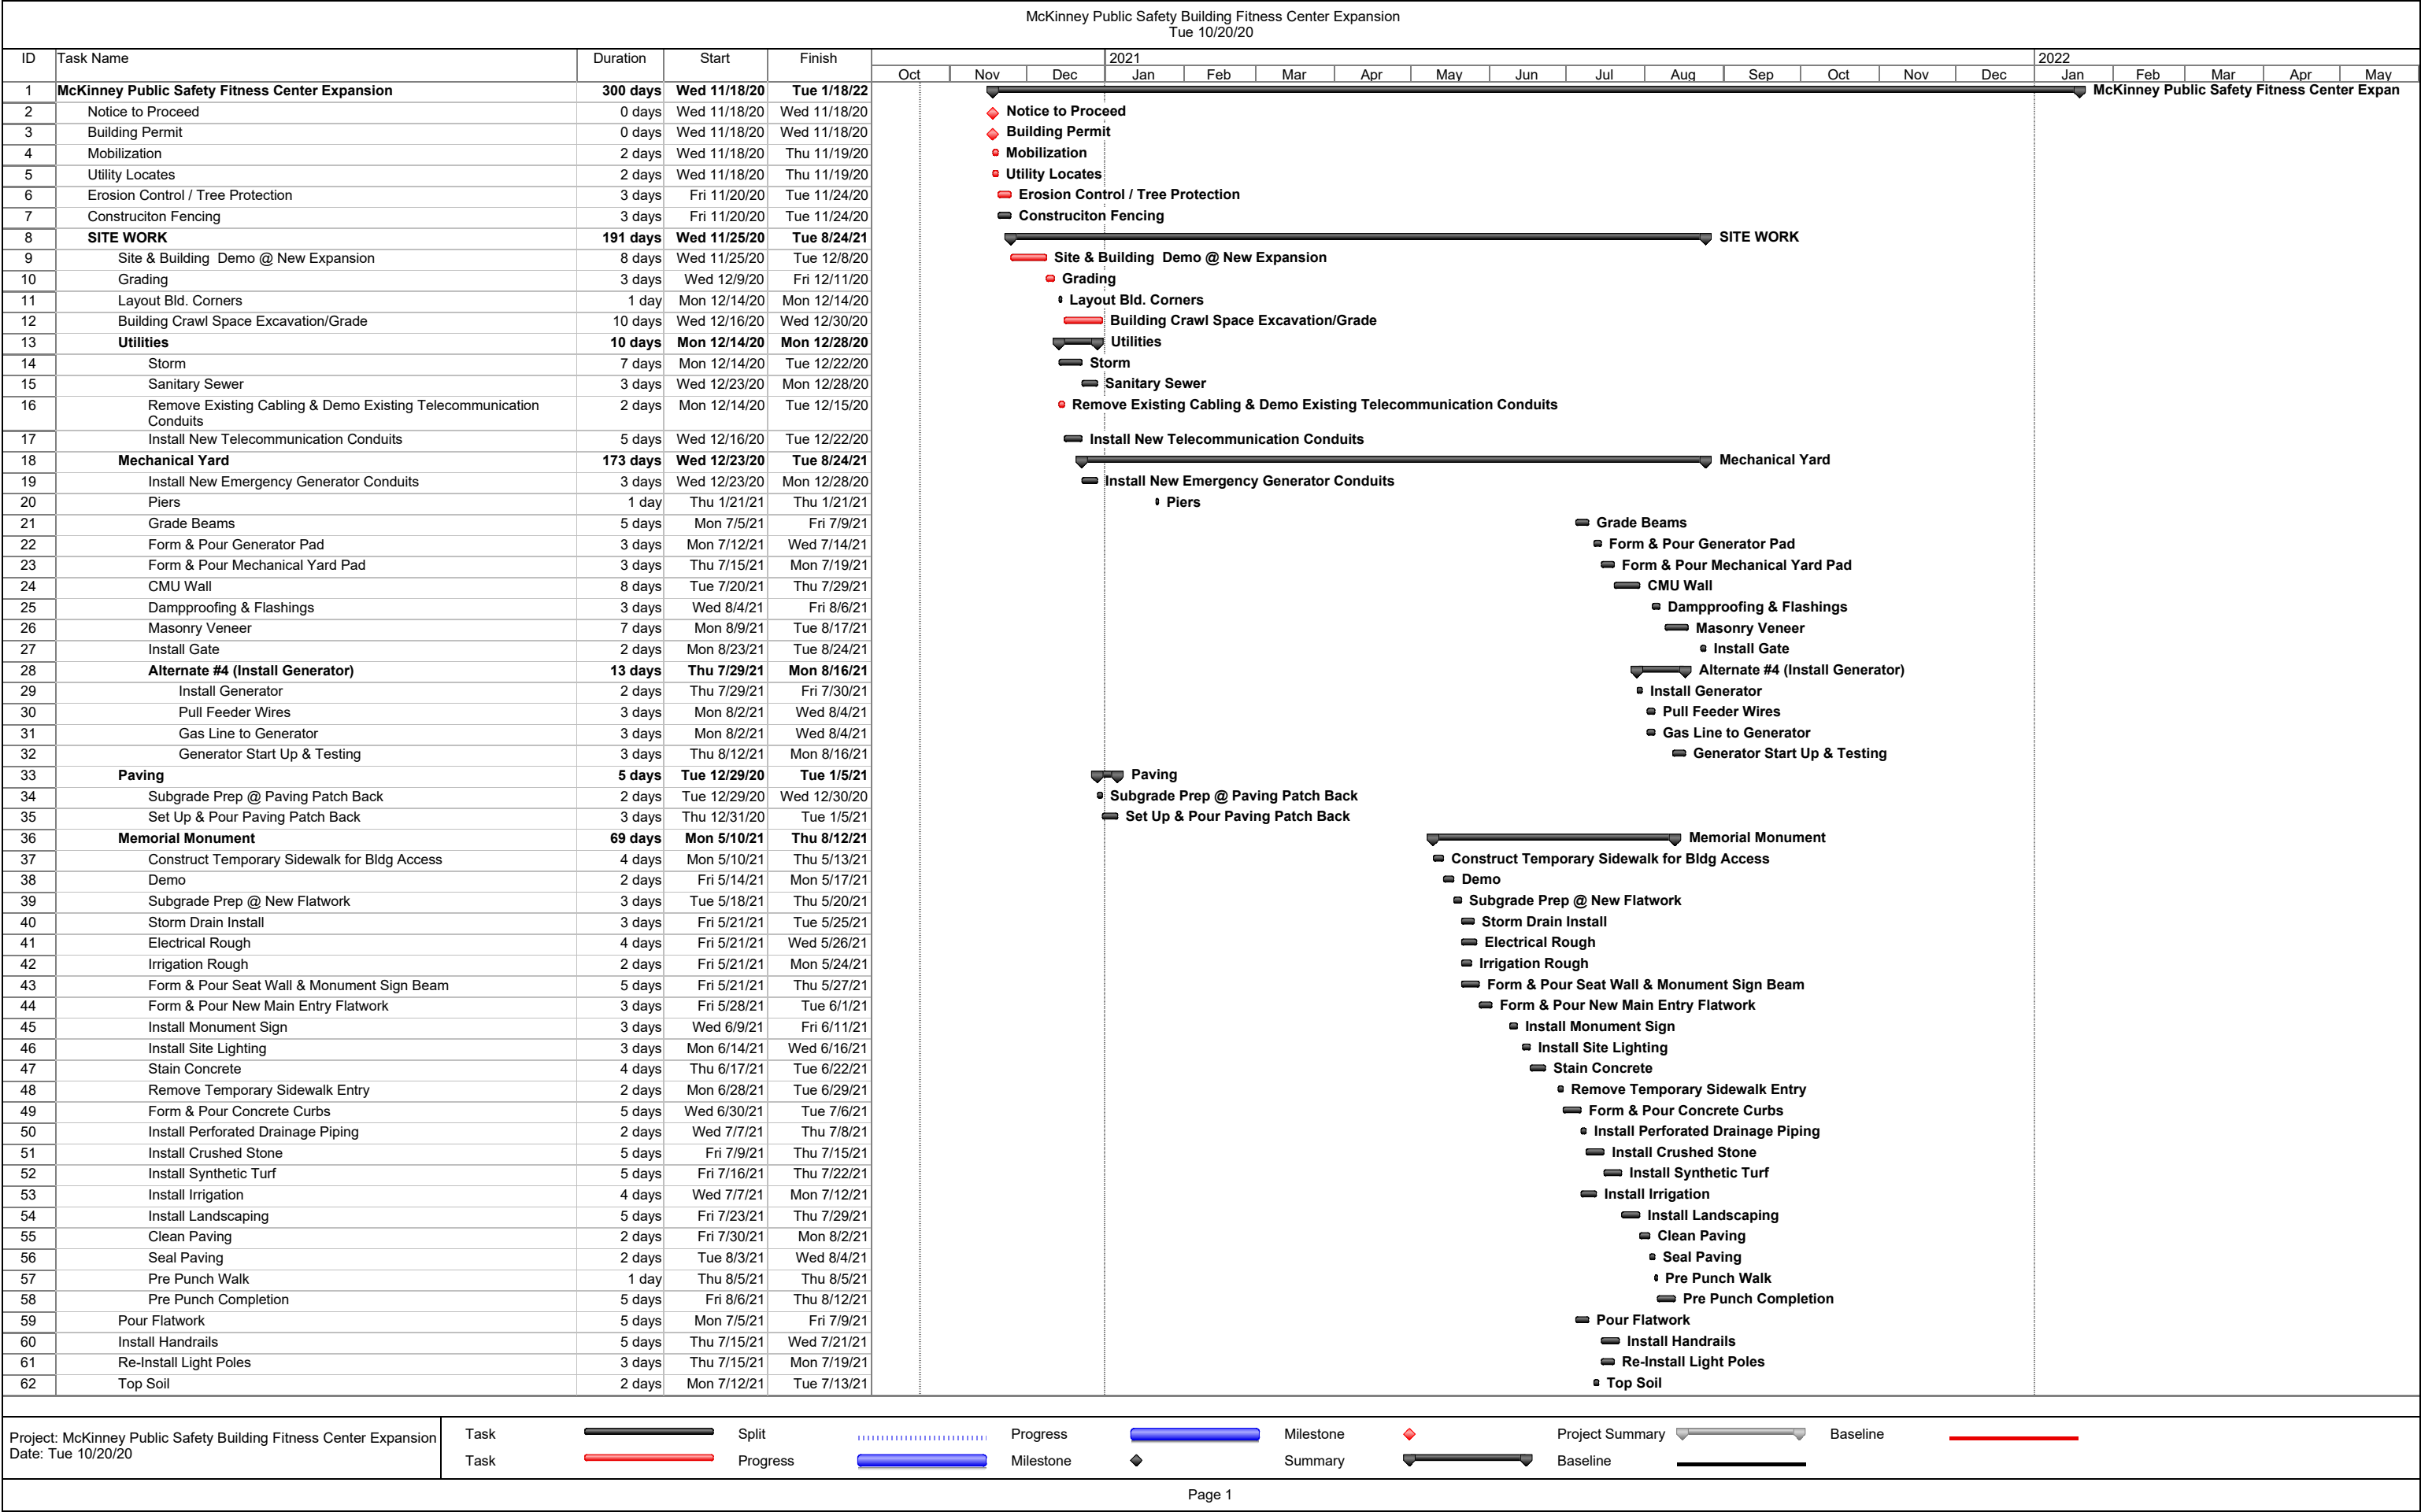 McKinney Public Safety Building Fitness Center Expansion
Tue 10/20/20
ID Task Name Duration Start Finish 2021 2022
Oct Nov Dec Jan Feb Mar Apr May Jun Jul Aug Sep Oct Nov Dec Jan Feb Mar Apr May
1 McKinney Public Safety Fitness Center Expansion 300 days Wed 11/18/20 Tue 1/18/22 McKinney Public Safety Fitness Center Expan
2 Notice to Proceed 0 days Wed 11/18/20 Wed 11/18/20 Notice to Proceed
3 Building Permit 0 days Wed 11/18/20 Wed 11/18/20 Building Permit
4 Mobilization 2 days Wed 11/18/20 Thu 11/19/20 Mobilization
5 Utility Locates 2 days Wed 11/18/20 Thu 11/19/20 Utility Locates
6 Erosion Control / Tree Protection 3 days Fri 11/20/20 Tue 11/24/20 Erosion Control / Tree Protection
7 Construciton Fencing 3 days Fri 11/20/20 Tue 11/24/20 Construciton Fencing
8 SITE WORK 191 days Wed 11/25/20 Tue 8/24/21 SITE WORK
9 Site & Building Demo @ New Expansion 8 days Wed 11/25/20 Tue 12/8/20 Site & Building Demo @ New Expansion
10 Grading 3 days Wed 12/9/20 Fri 12/11/20 Grading
11 Layout Bld. Corners 1 day Mon 12/14/20 Mon 12/14/20 Layout Bld. Corners
12 Building Crawl Space Excavation/Grade 10 days Wed 12/16/20 Wed 12/30/20 Building Crawl Space Excavation/Grade
13 Utilities 10 days Mon 12/14/20 Mon 12/28/20 Utilities
14 Storm 7 days Mon 12/14/20 Tue 12/22/20 Storm
15 Sanitary Sewer 3 days Wed 12/23/20 Mon 12/28/20 Sanitary Sewer
16 Remove Existing Cabling & Demo Existing Telecommunication 2 days Mon 12/14/20 Tue 12/15/20 Remove Existing Cabling & Demo Existing Telecommunication Conduits
Conduits
17 Install New Telecommunication Conduits 5 days Wed 12/16/20 Tue 12/22/20 Install New Telecommunication Conduits
18 Mechanical Yard 173 days Wed 12/23/20 Tue 8/24/21 Mechanical Yard
19 Install New Emergency Generator Conduits 3 days Wed 12/23/20 Mon 12/28/20 Install New Emergency Generator Conduits
20 Piers 1 day Thu 1/21/21 Thu 1/21/21 Piers
21 Grade Beams 5 days Mon 7/5/21 Fri 7/9/21 Grade Beams
22 Form & Pour Generator Pad 3 days Mon 7/12/21 Wed 7/14/21 Form & Pour Generator Pad
23 Form & Pour Mechanical Yard Pad 3 days Thu 7/15/21 Mon 7/19/21 Form & Pour Mechanical Yard Pad
24 CMU Wall 8 days Tue 7/20/21 Thu 7/29/21 CMU Wall
25 Dampproofing & Flashings 3 days Wed 8/4/21 Fri 8/6/21 Dampproofing & Flashings
26 Masonry Veneer 7 days Mon 8/9/21 Tue 8/17/21 Masonry Veneer
27 Install Gate 2 days Mon 8/23/21 Tue 8/24/21 Install Gate
28 Alternate #4 (Install Generator) 13 days Thu 7/29/21 Mon 8/16/21 Alternate #4 (Install Generator)
29 Install Generator 2 days Thu 7/29/21 Fri 7/30/21 Install Generator
30 Pull Feeder Wires 3 days Mon 8/2/21 Wed 8/4/21 Pull Feeder Wires
31 Gas Line to Generator 3 days Mon 8/2/21 Wed 8/4/21 Gas Line to Generator
32 Generator Start Up & Testing 3 days Thu 8/12/21 Mon 8/16/21 Generator Start Up & Testing
33 Paving 5 days Tue 12/29/20 Tue 1/5/21 Paving
34 Subgrade Prep @ Paving Patch Back 2 days Tue 12/29/20 Wed 12/30/20 Subgrade Prep @ Paving Patch Back
35 Set Up & Pour Paving Patch Back 3 days Thu 12/31/20 Tue 1/5/21 Set Up & Pour Paving Patch Back
36 Memorial Monument 69 days Mon 5/10/21 Thu 8/12/21 Memorial Monument
37 Construct Temporary Sidewalk for Bldg Access 4 days Mon 5/10/21 Thu 5/13/21 Construct Temporary Sidewalk for Bldg Access
38 Demo 2 days Fri 5/14/21 Mon 5/17/21 Demo
39 Subgrade Prep @ New Flatwork 3 days Tue 5/18/21 Thu 5/20/21 Subgrade Prep @ New Flatwork
40 Storm Drain Install 3 days Fri 5/21/21 Tue 5/25/21 Storm Drain Install
41 Electrical Rough 4 days Fri 5/21/21 Wed 5/26/21 Electrical Rough
42 Irrigation Rough 2 days Fri 5/21/21 Mon 5/24/21 Irrigation Rough
43 Form & Pour Seat Wall & Monument Sign Beam 5 days Fri 5/21/21 Thu 5/27/21 Form & Pour Seat Wall & Monument Sign Beam
44 Form & Pour New Main Entry Flatwork 3 days Fri 5/28/21 Tue 6/1/21 Form & Pour New Main Entry Flatwork
45 Install Monument Sign 3 days Wed 6/9/21 Fri 6/11/21 Install Monument Sign
46 Install Site Lighting 3 days Mon 6/14/21 Wed 6/16/21 Install Site Lighting
47 Stain Concrete 4 days Thu 6/17/21 Tue 6/22/21 Stain Concrete
48 Remove Temporary Sidewalk Entry 2 days Mon 6/28/21 Tue 6/29/21 Remove Temporary Sidewalk Entry
49 Form & Pour Concrete Curbs 5 days Wed 6/30/21 Tue 7/6/21 Form & Pour Concrete Curbs
50 Install Perforated Drainage Piping 2 days Wed 7/7/21 Thu 7/8/21 Install Perforated Drainage Piping
51 Install Crushed Stone 5 days Fri 7/9/21 Thu 7/15/21 Install Crushed Stone
52 Install Synthetic Turf 5 days Fri 7/16/21 Thu 7/22/21 Install Synthetic Turf
53 Install Irrigation 4 days Wed 7/7/21 Mon 7/12/21 Install Irrigation
54 Install Landscaping 5 days Fri 7/23/21 Thu 7/29/21 Install Landscaping
55 Clean Paving 2 days Fri 7/30/21 Mon 8/2/21 Clean Paving
56 Seal Paving 2 days Tue 8/3/21 Wed 8/4/21 Seal Paving
57 Pre Punch Walk 1 day Thu 8/5/21 Thu 8/5/21 Pre Punch Walk
58 Pre Punch Completion 5 days Fri 8/6/21 Thu 8/12/21 Pre Punch Completion
59 Pour Flatwork 5 days Mon 7/5/21 Fri 7/9/21 Pour Flatwork
60 Install Handrails 5 days Thu 7/15/21 Wed 7/21/21 Install Handrails
61 Re-Install Light Poles 3 days Thu 7/15/21 Mon 7/19/21 Re-Install Light Poles
62 Top Soil 2 days Mon 7/12/21 Tue 7/13/21 Top Soil
Project: McKinney Public Safety Building Fitness Center Expansion
Date: Tue 10/20/20
Task Split Progress Milestone Project Summary Baseline
Task Progress Milestone Summary Baseline
Page 1